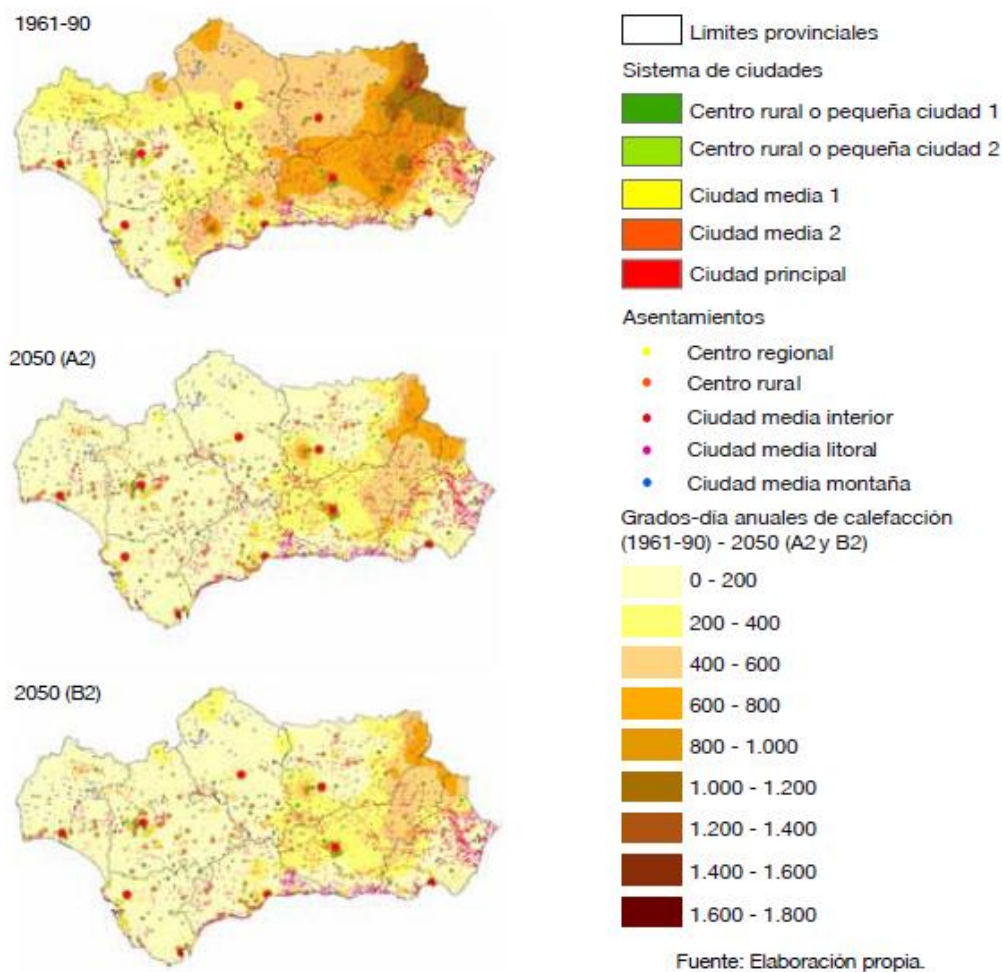 1961-90
2050 (A2)
2050 (B2)
Límites provinciales
Sistema de ciudades
Centro rural o pequeña ciudad 1
Centro rural o pequeña ciudad 2
Ciudad media 1
Ciudad media 2
Ciudad principal
Asentamientos
Centro regional
Centro rural
Ciudad media interior
Ciudad media litoral
Ciudad media montaña
Grados-día anuales de calefacción
(1961-90) - 2050 (A2 y B2)
0 - 200
200 - 400
400 - 600
600 - 800
800 - 1.000
1.000 - 1.200
1.200 - 1.400
1.400 - 1.600
1.600 - 1.800
Fuente: Elaboración propia.